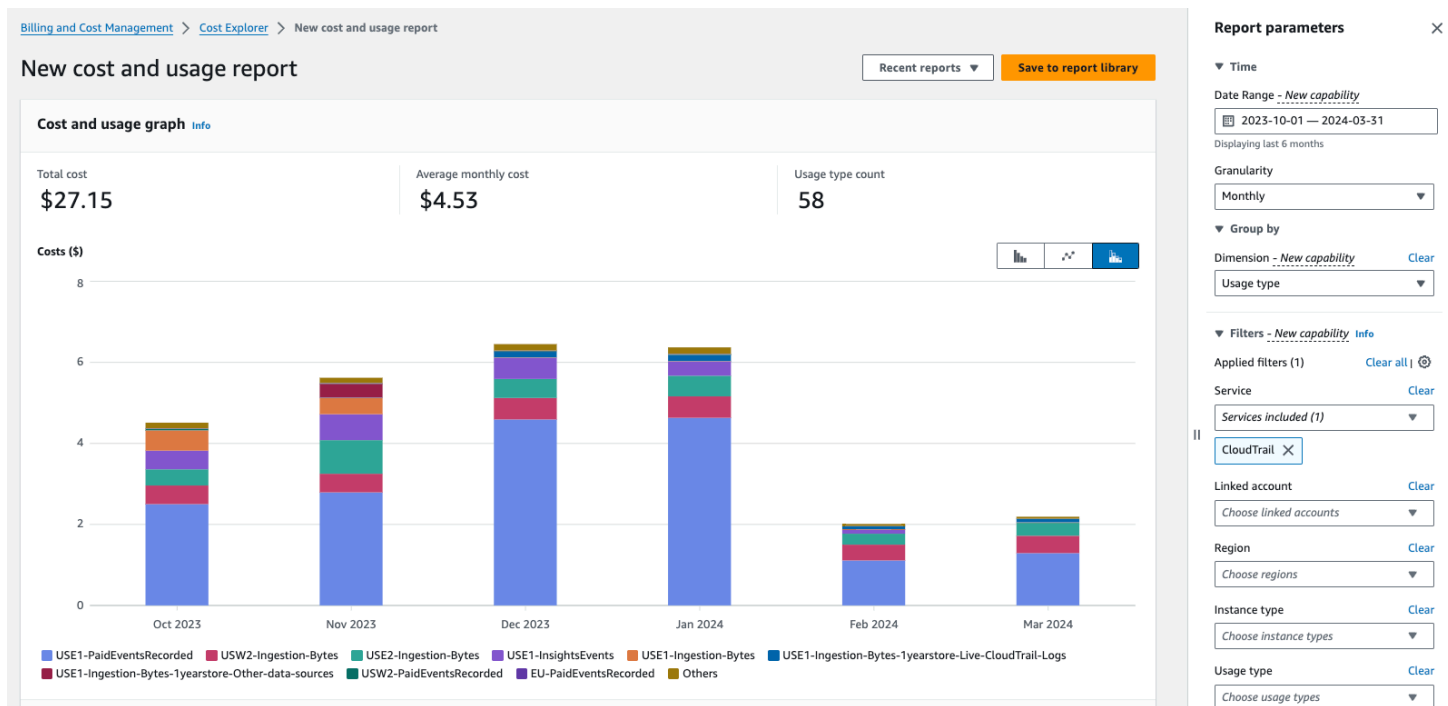 Billing and Cost Management > Cost Explorer > New cost and usage report
New cost and usage report
Recent reports
Save to report library
Cost and usage graph Info
Total cost
$27.15
Average monthly cost
$4.53
Usage type count
58
Costs ($)
8
6
4
2
0
Oct 2023
Nov 2023
Dec 2023
Jan 2024
Feb 2024
Mar 2024
USE1-PaidEventsRecorded USW2-Ingestion-Bytes USE2-Ingestion-Bytes USE1-InsightsEvents USE1-Ingestion-Bytes USE1-Ingestion-Bytes-1yearstore-Live-CloudTrail-Logs
USE1-Ingestion-Bytes-1yearstore-Other-data-sources USW2-PaidEventsRecorded EU-PaidEventsRecorded Others
Report parameters
Time
Date Range - New capability
2023-10-01 — 2024-03-31
Displaying last 6 months
Granularity
Monthly
Group by
Dimension - New capability Clear
Usage type
Filters - New capability Info
Applied filters (1) Clear all |
Service Clear
Services included (1)
CloudTrail
Linked account Clear
Choose linked accounts
Region Clear
Choose regions
Instance type Clear
Choose instance types
Usage type Clear
Choose usage types